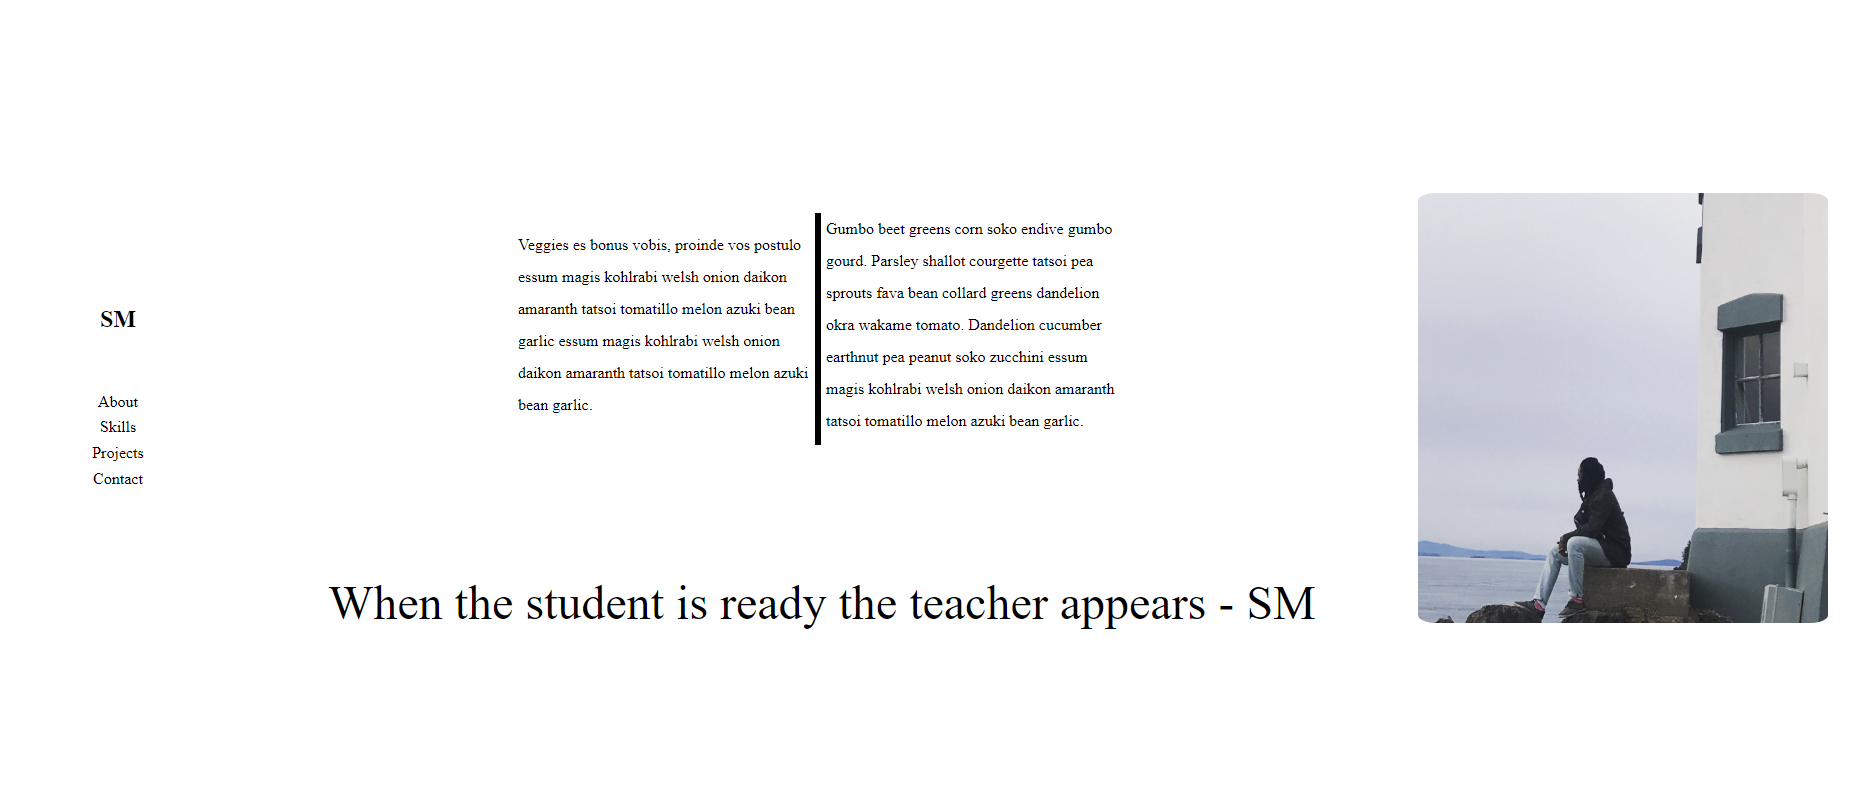 SM
About
Skills
Projects
Contact
Veggies es bonus vobis, proinde vos postulo
essum magis kohlrabi welsh onion daikon
amaranth tatsoi tomatillo melon azuki bean
garlic essum magis kohlrabi welsh onion
daikon amaranth tatsoi tomatillo melon azuki
bean garlic.
Gumbo beet greens corn soko endive gumbo
gourd. Parsley shallot courgette tatsoi pea
sprouts fava bean collard greens dandelion
okra wakame tomato. Dandelion cucumber
earthnut pea peanut soko zucchini essum
magis kohlrabi welsh onion daikon amaranth
tatsoi tomatillo melon azuki bean garlic.
When the student is ready the teacher appears - SM